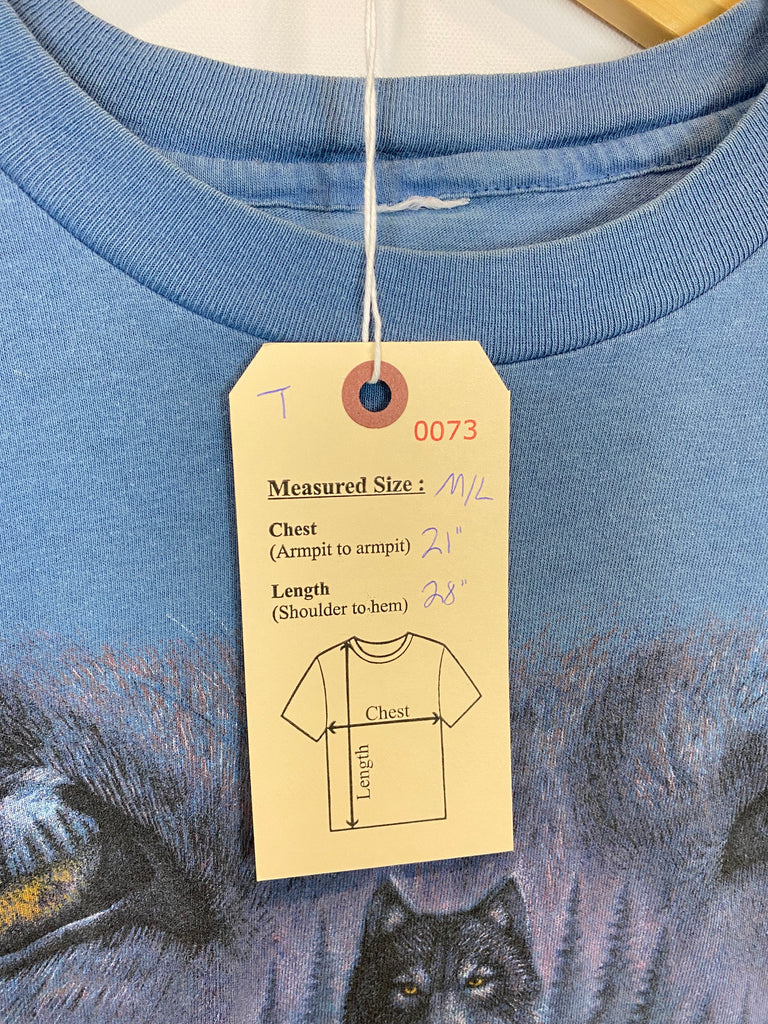 T
0073
Measured Size : M/L
Chest
(Armpit to armpit) 21"
Length
(Shoulder to hem) 28"
Chest
Length